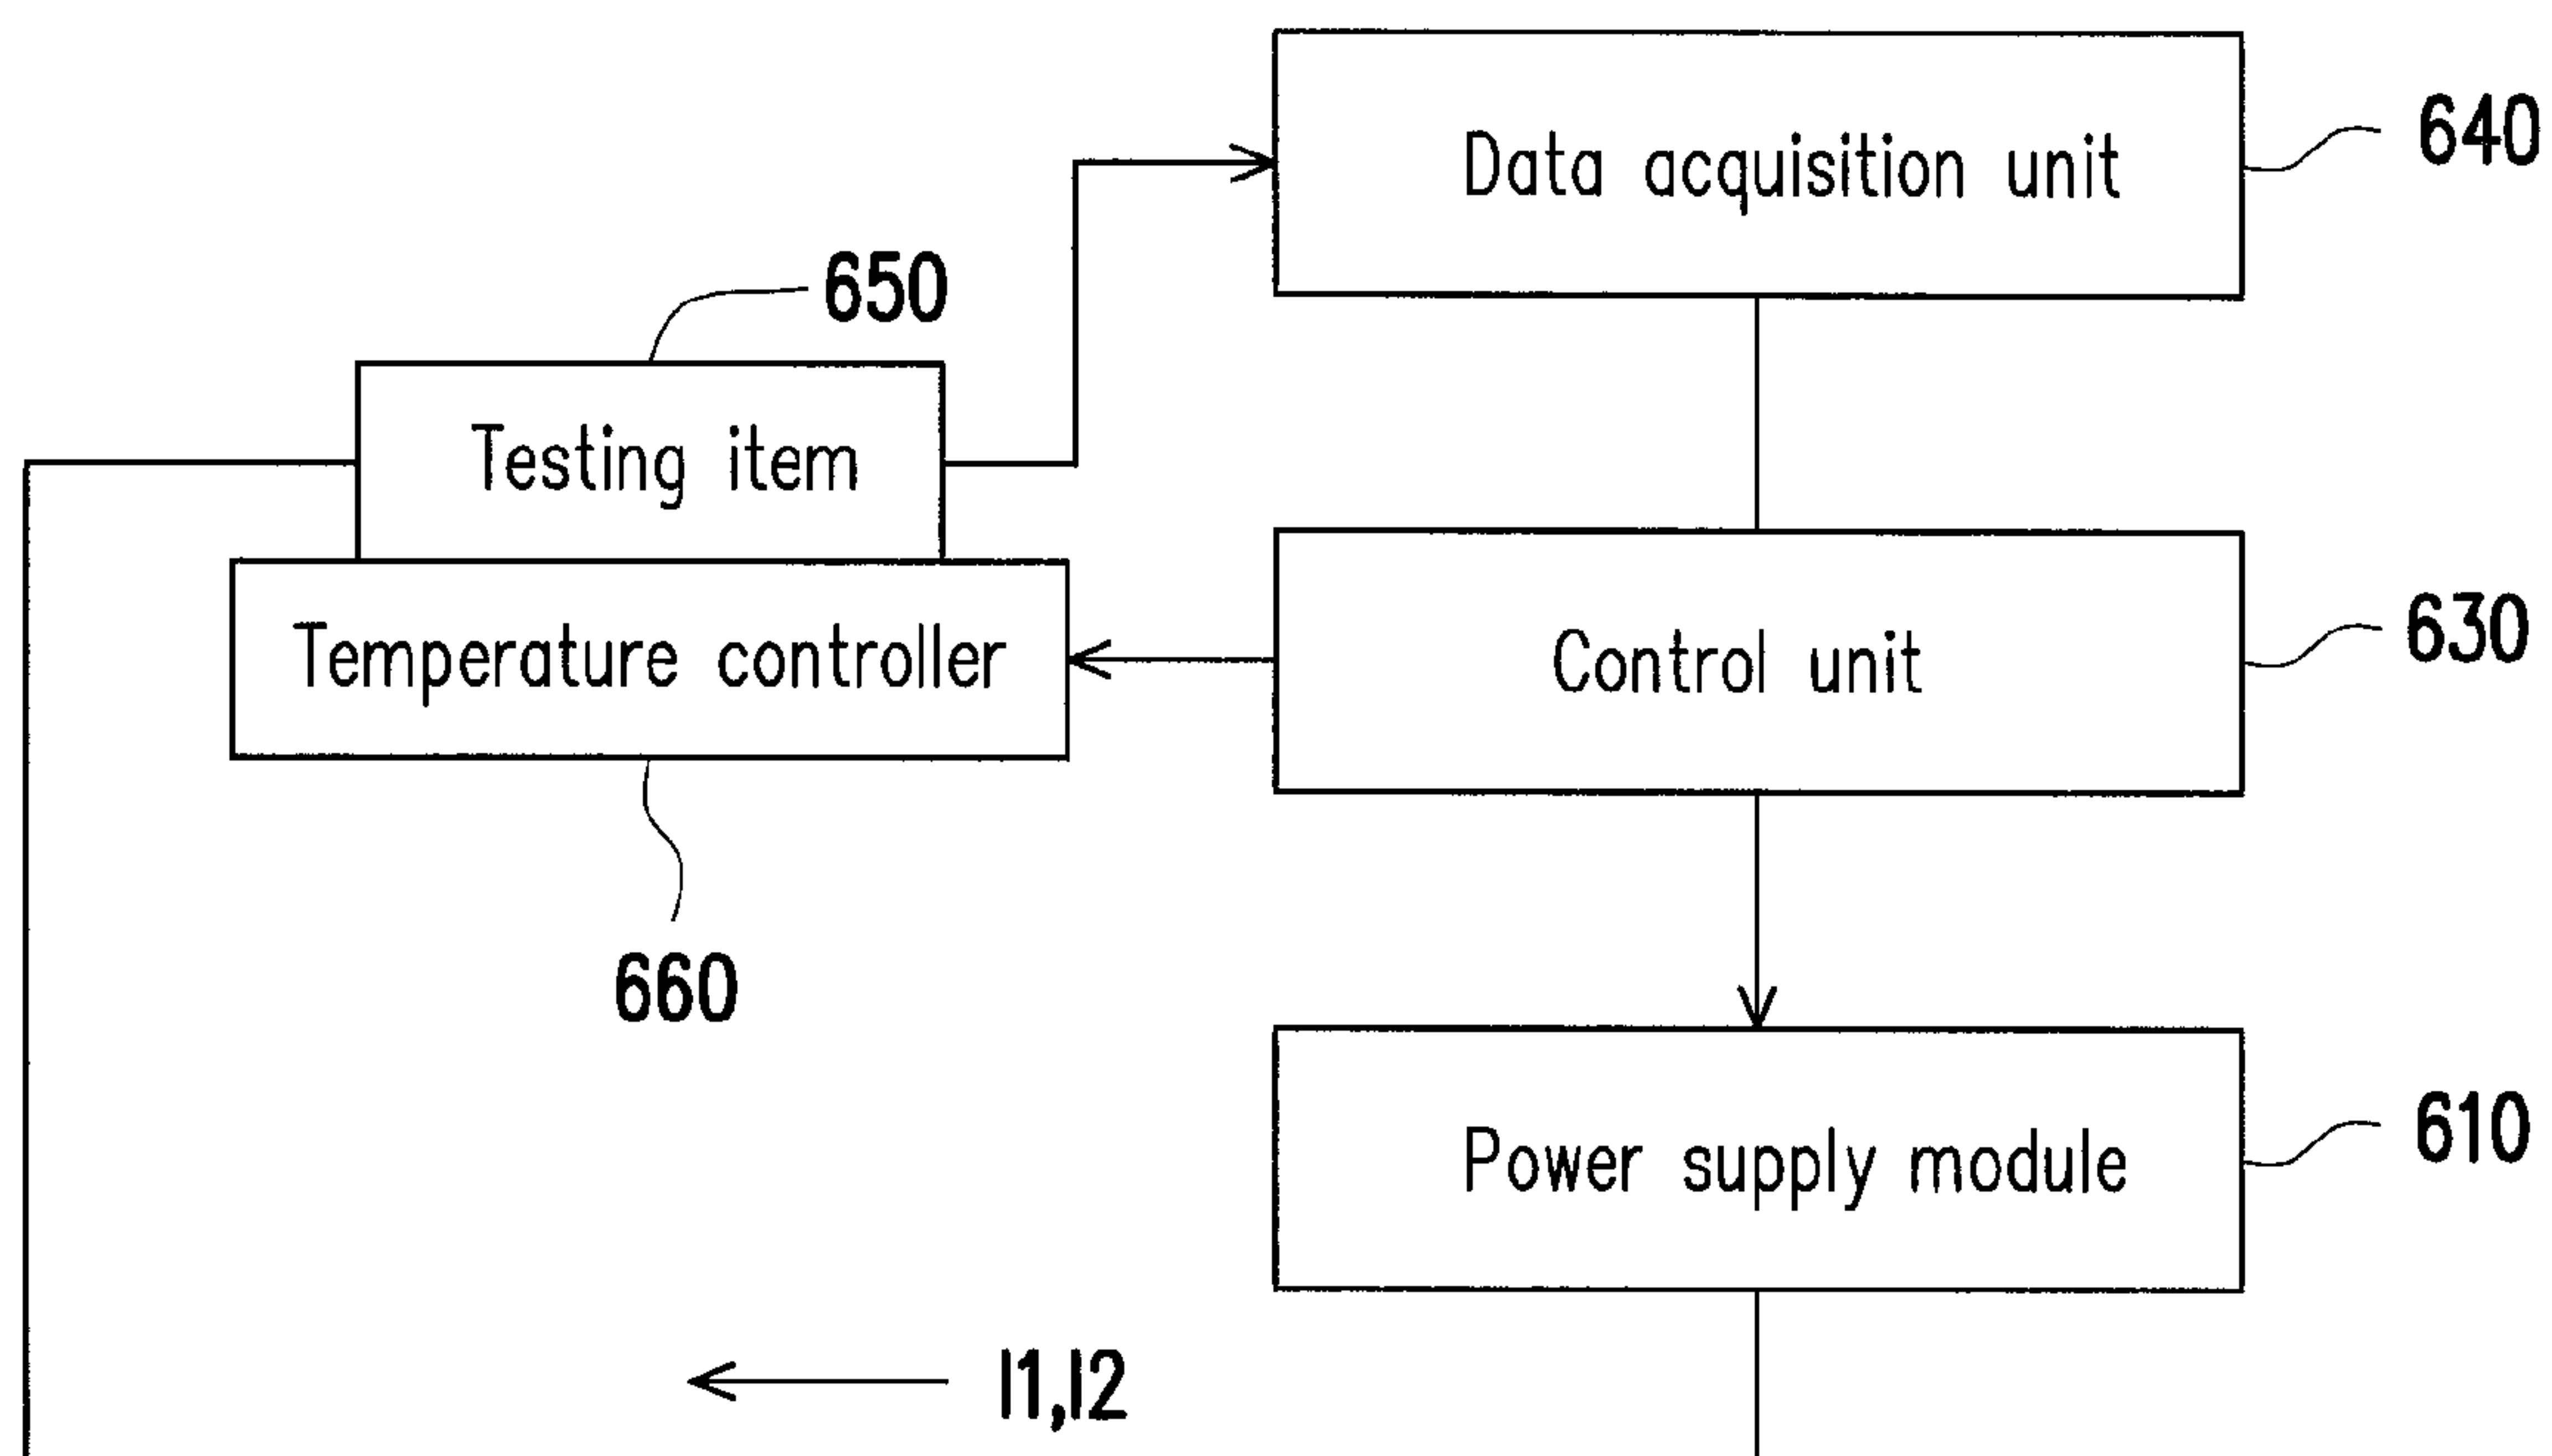 Data acquisition unit
640
650
Testing item
Temperature controller
Control unit
630
660
Power supply module
610
I1,I2